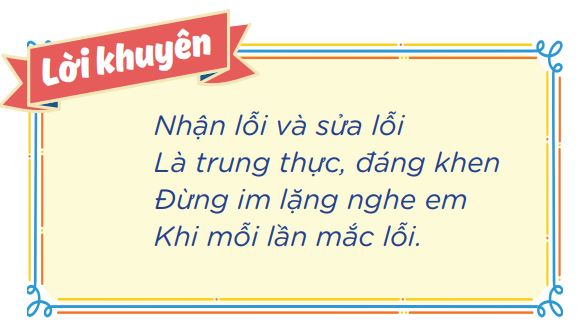 Lời khuyên
Nhận lỗi và sửa lỗi
Là trung thực, đáng khen
Đừng im lặng nghe em
Khi mỗi lần mắc lỗi.